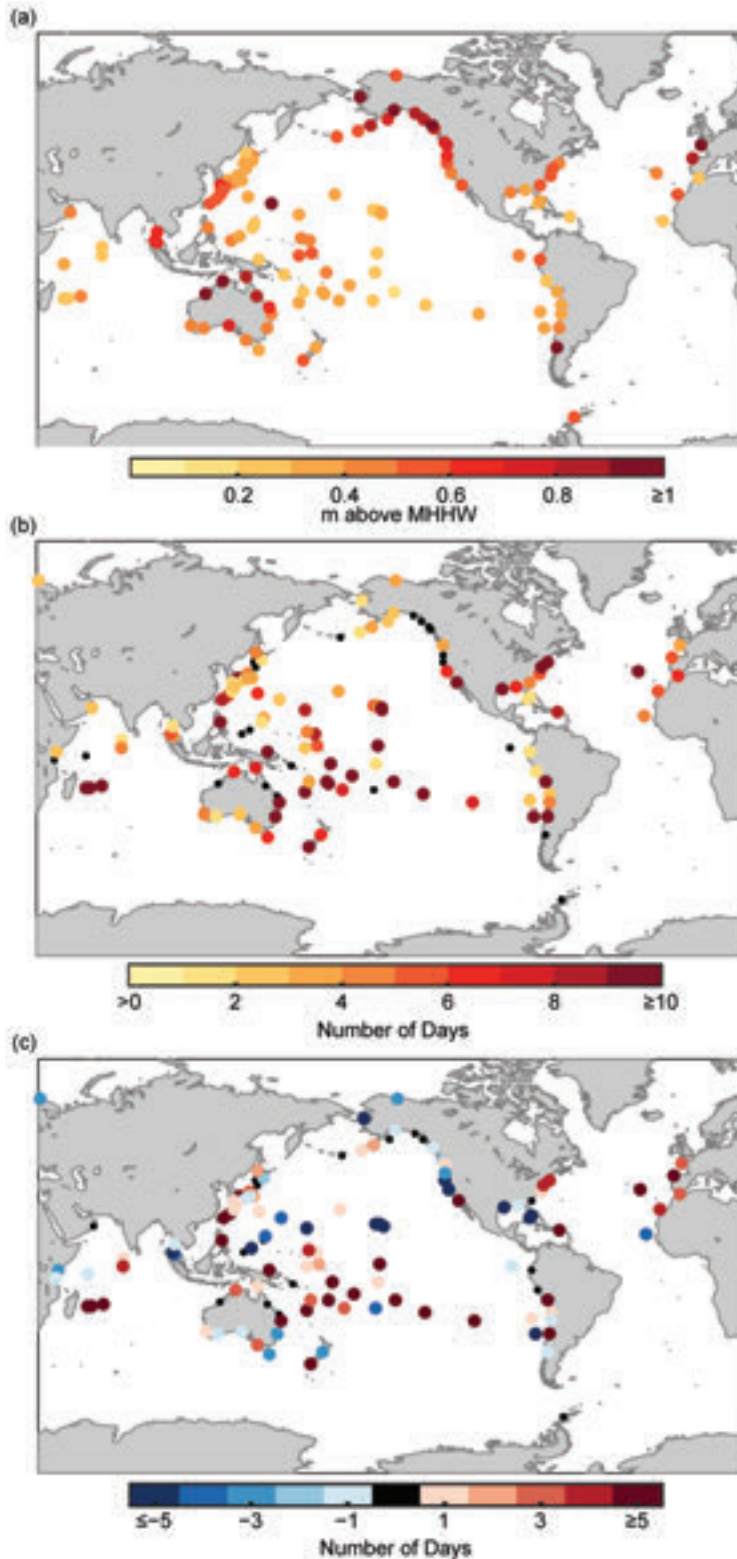 (a)
0.2 0.4 0.6 0.8 ≥1
m above MHHW
(b)
>0 2 4 6 8 ≥10
Number of Days
(c)
≤−5 −3 −1 1 3 ≥5
Number of Days